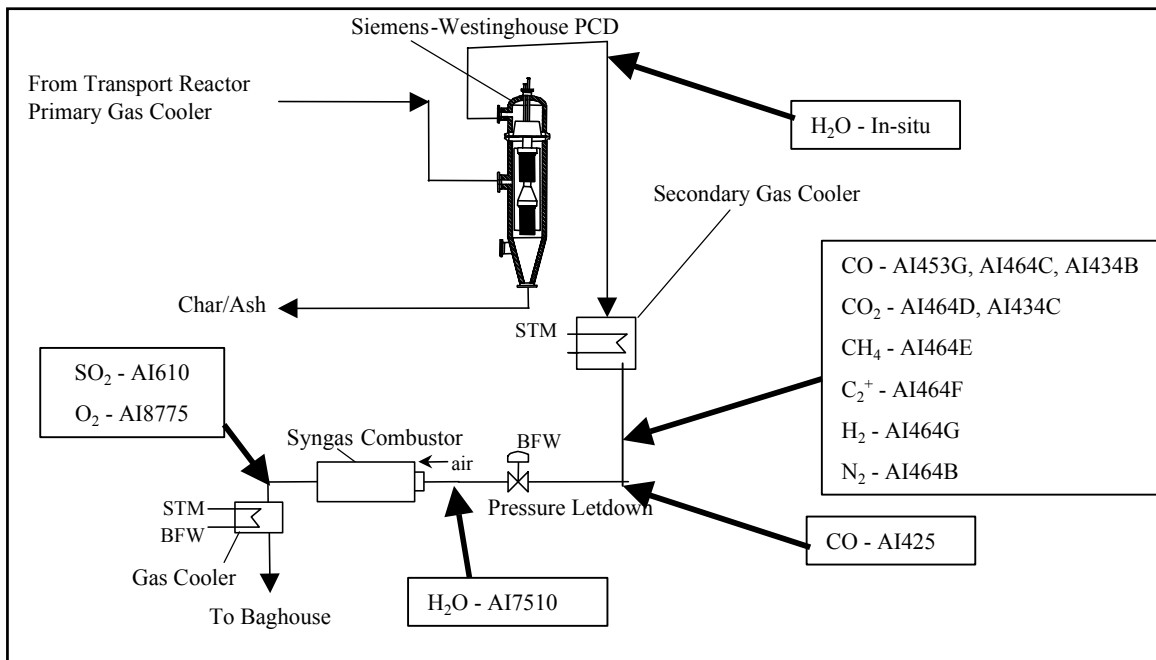 Siemens-Westinghouse PCD
From Transport Reactor
Primary Gas Cooler
H₂O - In-situ
Secondary Gas Cooler
CO - AI453G, AI464C, AI434B
CO₂ - AI464D, AI434C
CH₄ - AI464E
C₂⁺ - AI464F
H₂ - AI464G
N₂ - AI464B
Char/Ash
STM
SO₂ - AI610
O₂ - AI8775
Syngas Combustor
BFW
air
Pressure Letdown
STM
BFW
Gas Cooler
CO - AI425
H₂O - AI7510
To Baghouse